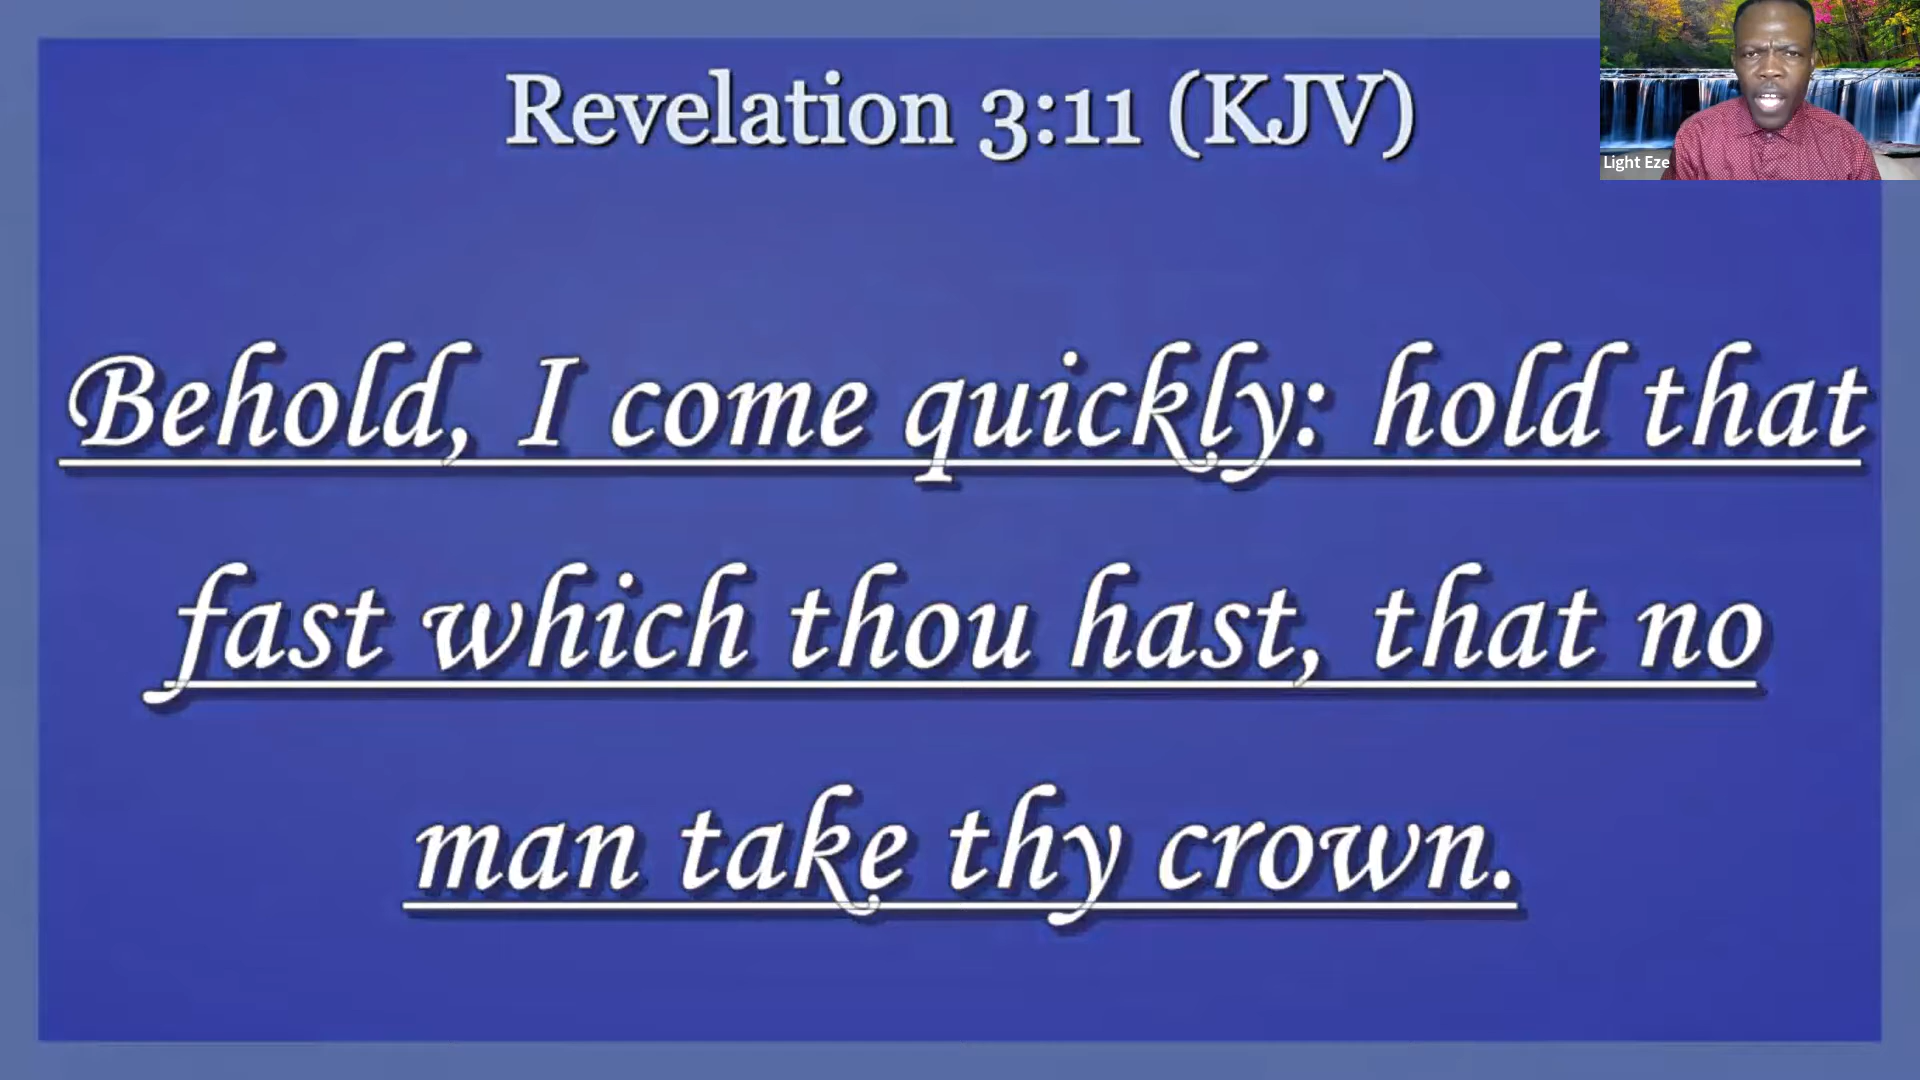 Revelation 3:11 (KJV)
Light Eze
Behold, I come quickly: hold that
fast which thou hast, that no
man take thy crown.